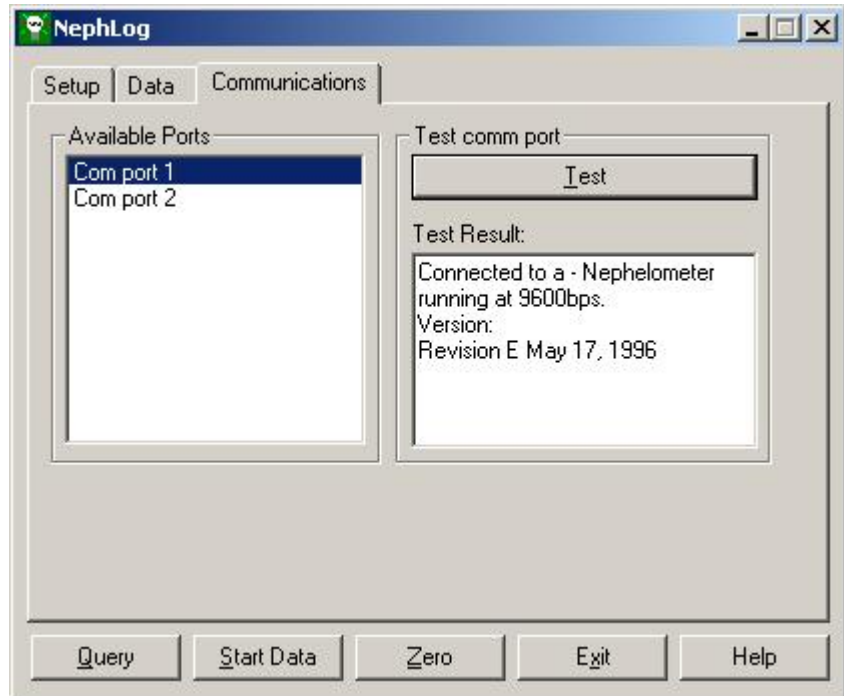 NephLog
Setup
Data
Communications
Available Ports
Com port 1
Com port 2
Test comm port
Test
Test Result:
Connected to a - Nephelometer
running at 9600bps.
Version:
Revision E May 17, 1996
Query
Start Data
Zero
Exit
Help